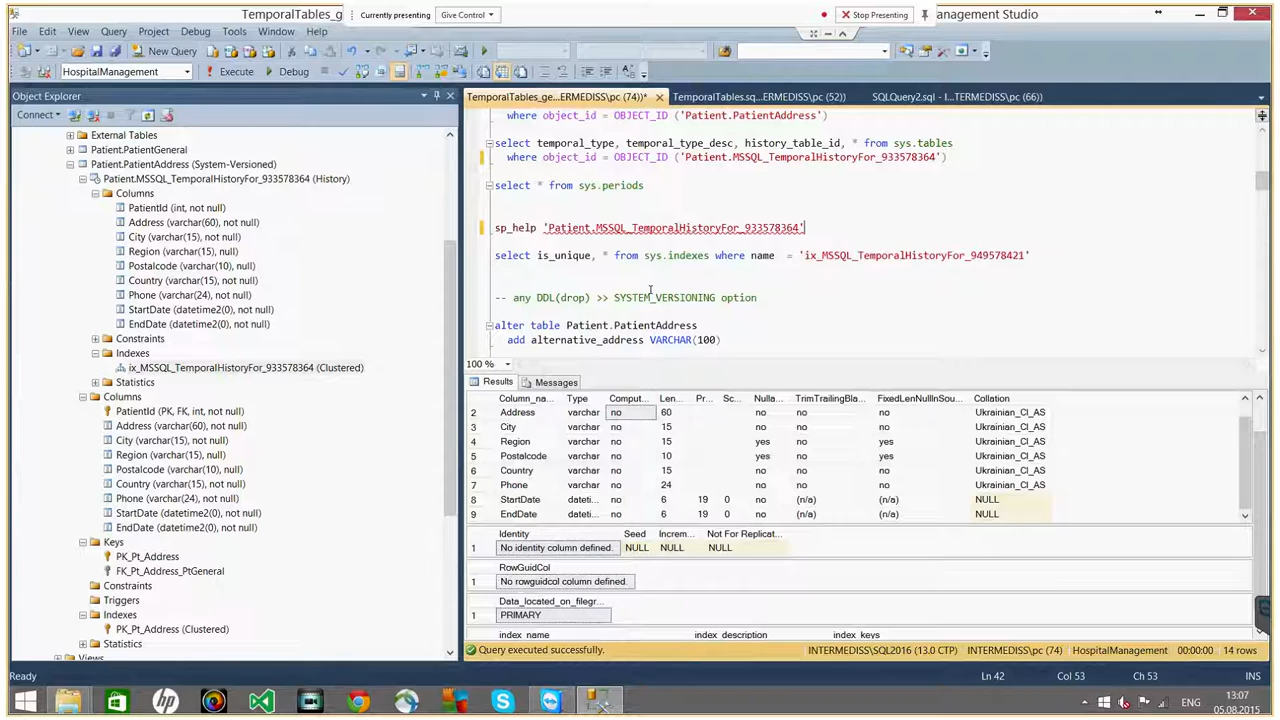 TemporalTables_g
Currently presenting
Give Control
Stop Presenting
anagement Studio
File Edit View Query Project Debug Tools Window Help
New Query
HospitalManagement
Execute
Debug
Object Explorer
Connect
External Tables
Patient.PatientGeneral
Patient.PatientAddress (System-Versioned)
Patient.MSSQL_TemporalHistoryFor_933578364 (History)
Columns
PatientId (int, not null)
Address (varchar(60), not null)
City (varchar(15), not null)
Region (varchar(15), null)
Postalcode (varchar(10), null)
Country (varchar(15), not null)
Phone (varchar(24), not null)
StartDate (datetime2(0), not null)
EndDate (datetime2(0), not null)
Constraints
Indexes
ix_MSSQL_TemporalHistoryFor_933578364 (Clustered)
Statistics
Columns
PatientId (PK, FK, int, not null)
Address (varchar(60), not null)
City (varchar(15), not null)
Region (varchar(15), null)
Postalcode (varchar(10), null)
Country (varchar(15), not null)
Phone (varchar(24), not null)
StartDate (datetime2(0), not null)
EndDate (datetime2(0), not null)
Keys
PK_Pt_Address
FK_Pt_Address_PtGeneral
Constraints
Triggers
Indexes
PK_Pt_Address (Clustered)
Statistics
Views
TemporalTables_ge...ERMEDISS\pc (74))*
TemporalTables.sq...ERMEDISS\pc (52))
SQLQuery2.sql - I...TERMEDISS\pc (66))
where object_id = OBJECT_ID ('Patient.PatientAddress')
select temporal_type, temporal_type_desc, history_table_id, * from sys.tables
where object_id = OBJECT_ID ('Patient.MSSQL_TemporalHistoryFor_933578364')
select * from sys.periods
sp_help 'Patient.MSSQL_TemporalHistoryFor_933578364'
select is_unique, * from sys.indexes where name = 'ix_MSSQL_TemporalHistoryFor_949578421'
-- any DDL(drop) >> SYSTEM_VERSIONING option
alter table Patient.PatientAddress
add alternative_address VARCHAR(100)
100 %
Results Messages
Column_na... Type Comput... Len... Pr... Sc... Nulla... TrimTrailingBla... FixedLenNullInSou... Collation
2 Address varchar no 60 no no no Ukrainian_CI_AS
3 City varchar no 15 no no no Ukrainian_CI_AS
4 Region varchar no 15 yes no yes Ukrainian_CI_AS
5 Postalcode varchar no 10 yes no yes Ukrainian_CI_AS
6 Country varchar no 15 no no no Ukrainian_CI_AS
7 Phone varchar no 24 no no no Ukrainian_CI_AS
8 StartDate dateti... no 6 19 0 no (n/a) (n/a) NULL
9 EndDate dateti... no 6 19 0 no (n/a) (n/a) NULL
Identity Seed Increm... Not For Replicat...
1 No identity column defined. NULL NULL NULL
RowGuidCol
1 No rowguidcol column defined.
Data_located_on_filegr...
1 PRIMARY
index_name index_description index_keys
Query executed successfully.
INTERMEDISS\SQL2016 (13.0 CTP) INTERMEDISS\pc (74) HospitalManagement 00:00:00 14 rows
Ready
Ln 42 Col 53 Ch 53 INS
ENG
13:07
05.08.2015